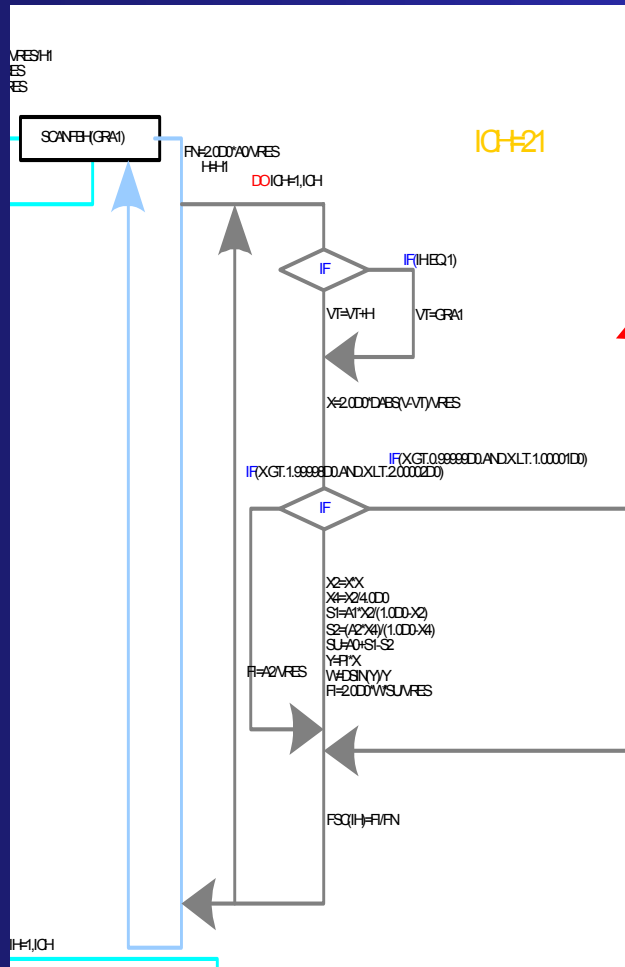 VRES/H1
ES
RES
SCANFBH(GRA1)
ICH=21
FN=2.0D0*A0/VRES
H=H1
DO ICH=1,ICH
IF
IF(IH.EQ.1)
VT=VT+H
VT=GRA1
X=2.0D0*DABS(V-VT)/VRES
IF(X.GT.0.99999D0.AND.X.LT.1.00001D0)
IF(X.GT.1.99998D0.AND.X.LT.2.00002D0)
IF
X2=X*X
X4=X2/4.0D0
S1=A1*X2/(1.0D0-X2)
S2=(A2*X4)/(1.0D0-X4)
SU=A0+S1-S2
Y=PI*X
W=DSIN(Y)/Y
FI=2.0D0*W*SU/VRES
FI=A2/VRES
FSC(IH)=FI/FN
IH=1,ICH